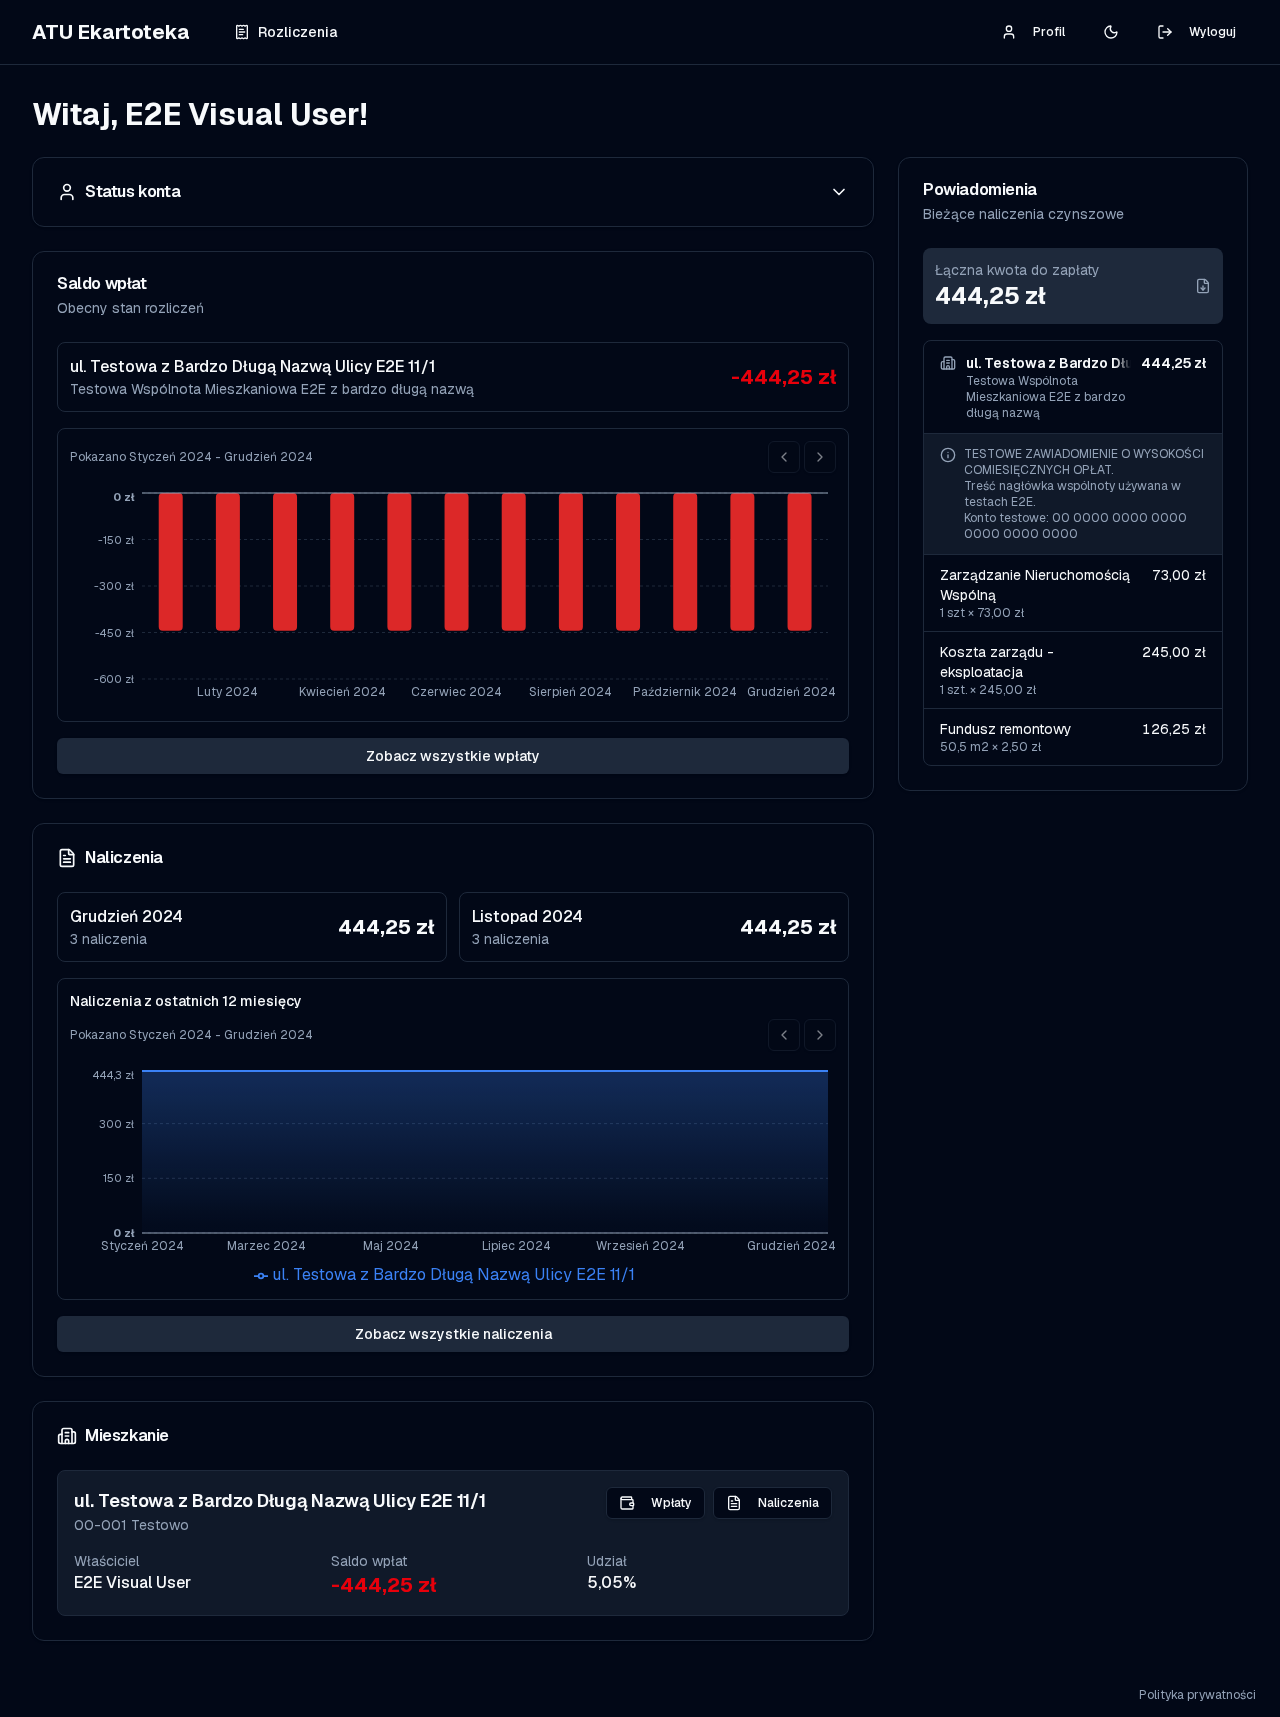 ATU Ekartoteka
Rozliczenia
Profil
Wyloguj
Witaj, E2E Visual User!
Status konta
Saldo wpłat
Obecny stan rozliczeń
ul. Testowa z Bardzo Długą Nazwą Ulicy E2E 11/1
Testowa Wspólnota Mieszkaniowa E2E z bardzo długą nazwą
-444,25 zł
Pokazano Styczeń 2024 - Grudzień 2024
0 zł
-150 zł
-300 zł
-450 zł
-600 zł
Luty 2024
Kwiecień 2024
Czerwiec 2024
Sierpień 2024
Październik 2024
Grudzień 2024
Zobacz wszystkie wpłaty
Naliczenia
Grudzień 2024
3 naliczenia
444,25 zł
Listopad 2024
3 naliczenia
444,25 zł
Naliczenia z ostatnich 12 miesięcy
Pokazano Styczeń 2024 - Grudzień 2024
444,3 zł
300 zł
150 zł
0 zł
Styczeń 2024
Marzec 2024
Maj 2024
Lipiec 2024
Wrzesień 2024
Grudzień 2024
ul. Testowa z Bardzo Długą Nazwą Ulicy E2E 11/1
Zobacz wszystkie naliczenia
Mieszkanie
ul. Testowa z Bardzo Długą Nazwą Ulicy E2E 11/1
00-001 Testowo
Wpłaty
Naliczenia
Właściciel
E2E Visual User
Saldo wpłat
-444,25 zł
Udział
5,05%
Powiadomienia
Bieżące naliczenia czynszowe
Łączna kwota do zapłaty
444,25 zł
ul. Testowa z Bardzo Dłu
444,25 zł
Testowa Wspólnota
Mieszkaniowa E2E z bardzo
długą nazwą
TESTOWE ZAWIADOMIENIE O WYSOKOŚCI
COMIESIĘCZNYCH OPŁAT.
Treść nagłówka wspólnoty używana w
testach E2E.
Konto testowe: 00 0000 0000 0000
0000 0000 0000
Zarządzanie Nieruchomością
Wspólną
73,00 zł
1 szt × 73,00 zł
Koszta zarządu -
eksploatacja
245,00 zł
1 szt. × 245,00 zł
Fundusz remontowy
126,25 zł
50,5 m2 × 2,50 zł
Polityka prywatności